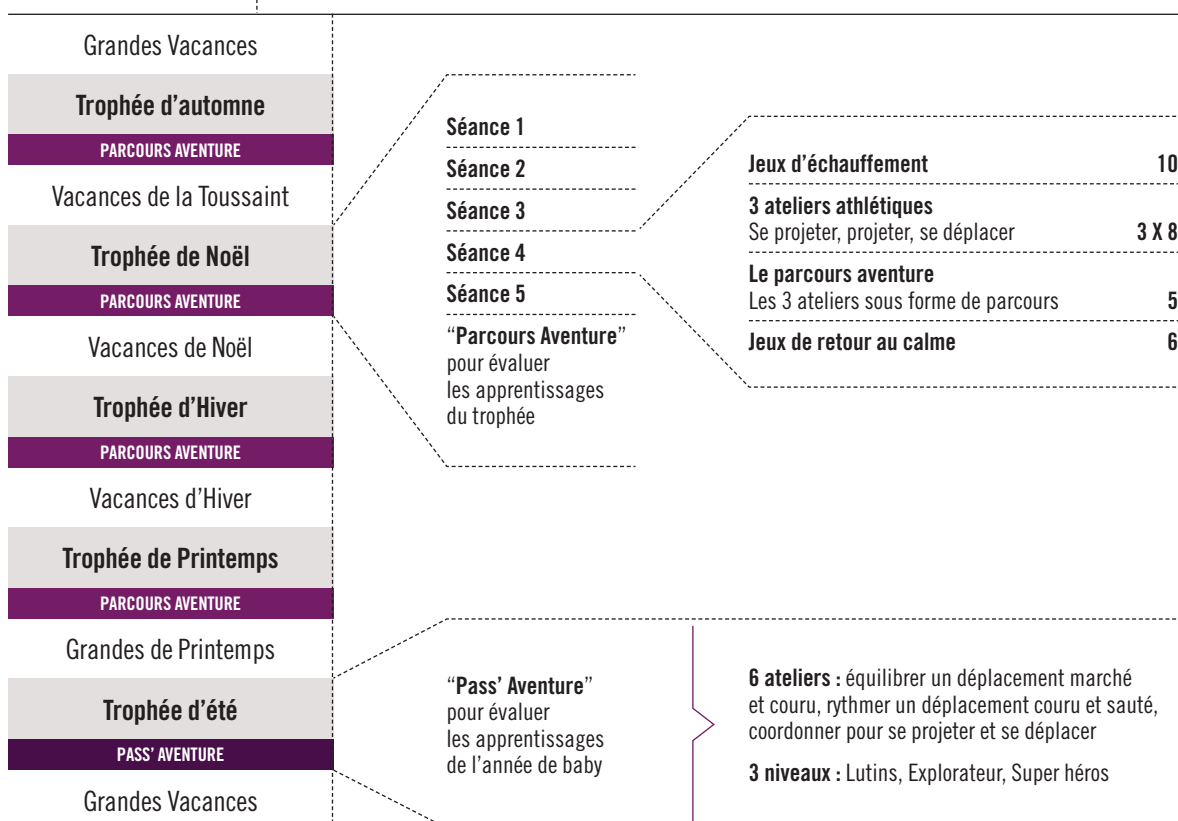 Grandes Vacances
Trophée d'automne
PARCOURS AVENTURE
Vacances de la Toussaint
Trophée de Noël
PARCOURS AVENTURE
Vacances de Noël
Trophée d'Hiver
PARCOURS AVENTURE
Vacances d'Hiver
Trophée de Printemps
PARCOURS AVENTURE
Grandes de Printemps
Trophée d'été
PASS' AVENTURE
Grandes Vacances
Séance 1
Séance 2
Séance 3
Séance 4
Séance 5
"Parcours Aventure"
pour évaluer
les apprentissages
du trophée
Jeux d'échauffement 10
3 ateliers athlétiques
Se projeter, projeter, se déplacer 3 X 8
Le parcours aventure
Les 3 ateliers sous forme de parcours 5
Jeux de retour au calme 6
"Pass' Aventure"
pour évaluer
les apprentissages
de l'année de baby
6 ateliers : équilibrer un déplacement marché
et couru, rythmer un déplacement couru et sauté,
coordonner pour se projeter et se déplacer
3 niveaux : Lutins, Explorateur, Super héros